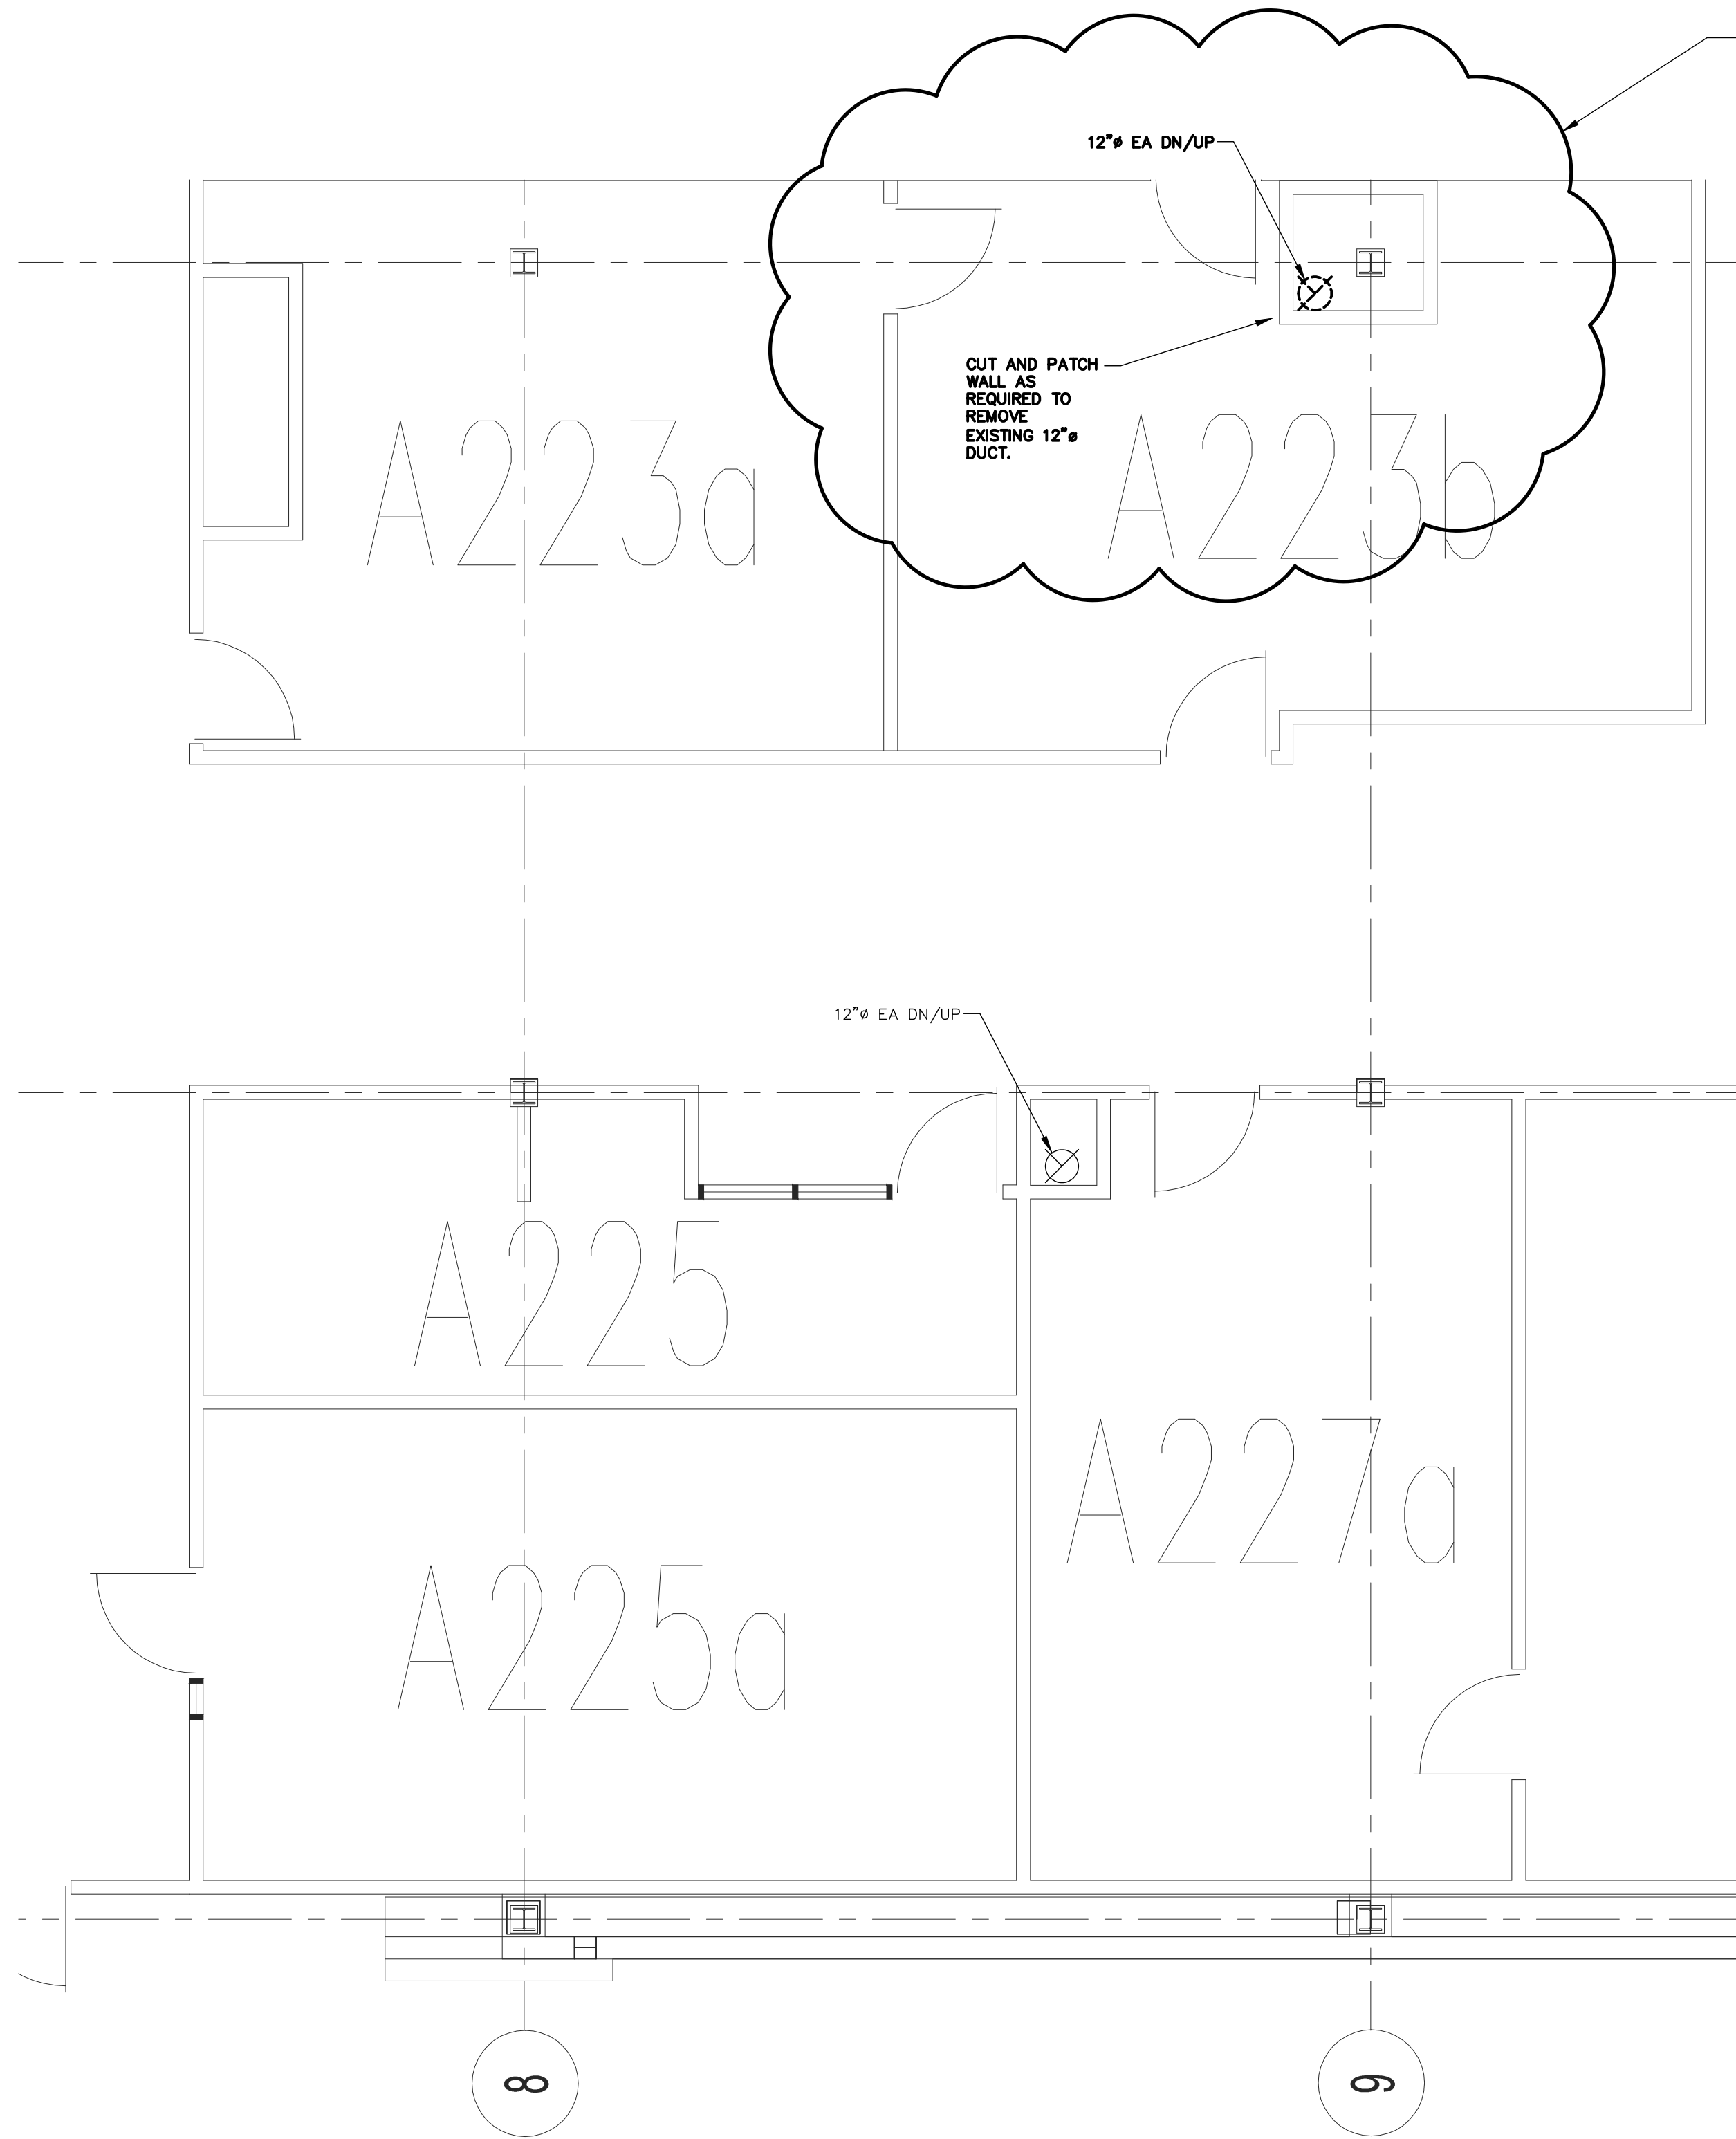 12"ø EA DN/UP
CUT AND PATCH
WALL AS
REQUIRED TO
REMOVE
EXISTING 12"ø
DUCT.
A223a
A223b
12"ø EA DN/UP
A225
A227a
A225a
8
9